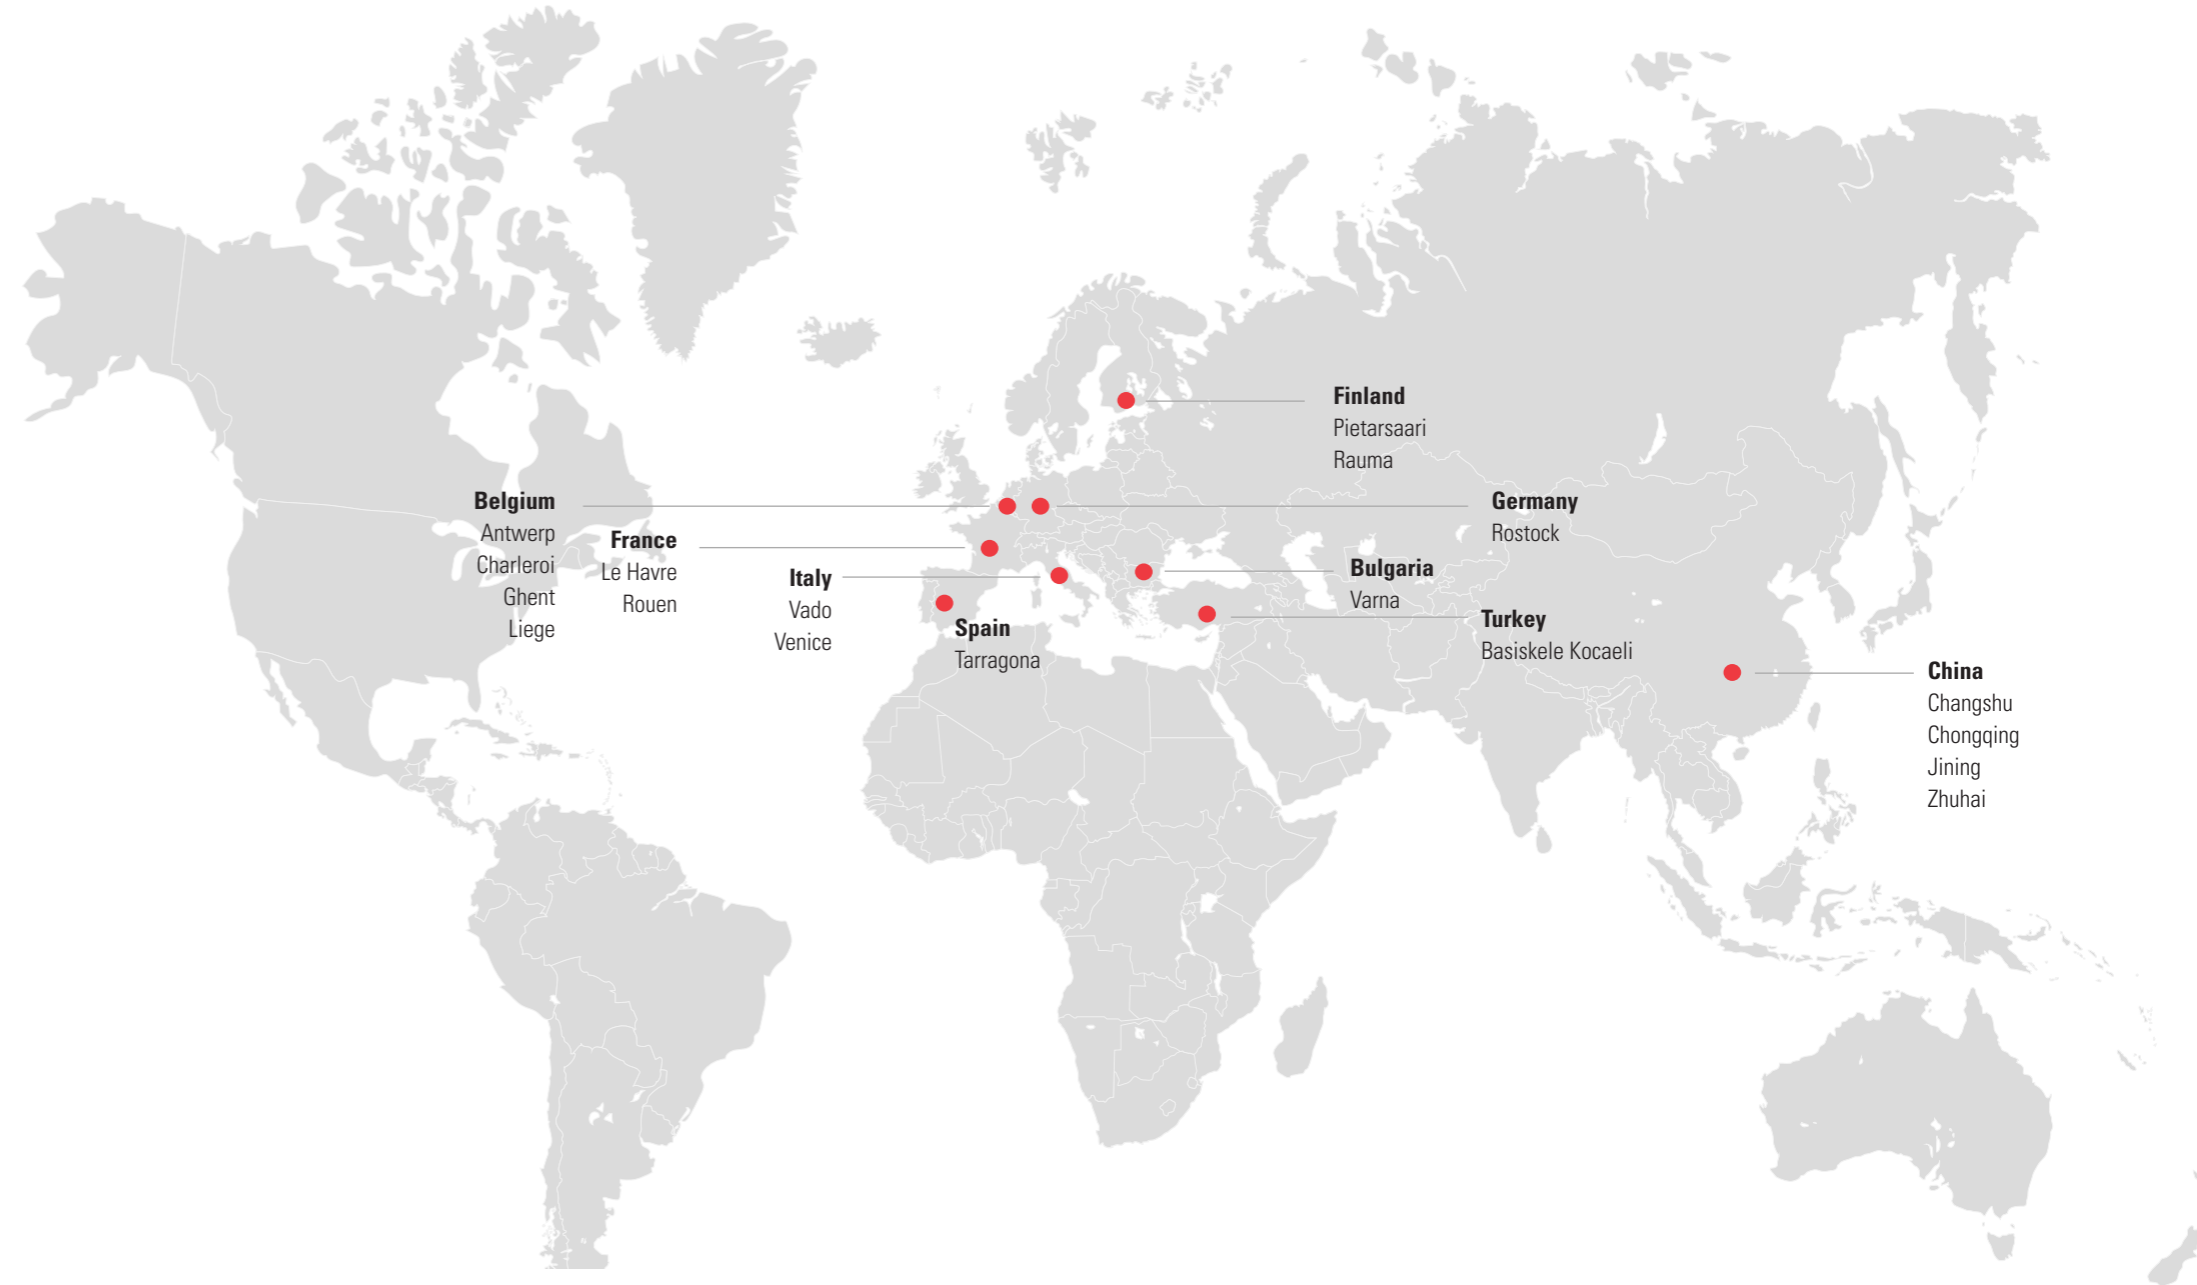 Finland
Pietarsaari
Rauma
Belgium
Antwerp
Charleroi
Ghent
Liege
France
Le Havre
Rouen
Italy
Vado
Venice
Spain
Tarragona
Germany
Rostock
Bulgaria
Varna
Turkey
Basiskele Kocaeli
China
Changshu
Chongqing
Jining
Zhuhai